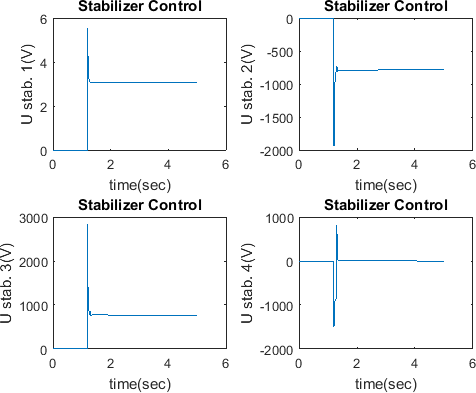 Stabilizer Control
U stab. 1(V)
6
4
2
0
0 2 4 6
time(sec)
Stabilizer Control
U stab. 2(V)
0
-500
-1000
-1500
-2000
0 2 4 6
time(sec)
Stabilizer Control
U stab. 3(V)
3000
2000
1000
0
0 2 4 6
time(sec)
Stabilizer Control
U stab. 4(V)
1000
0
-1000
-2000
0 2 4 6
time(sec)